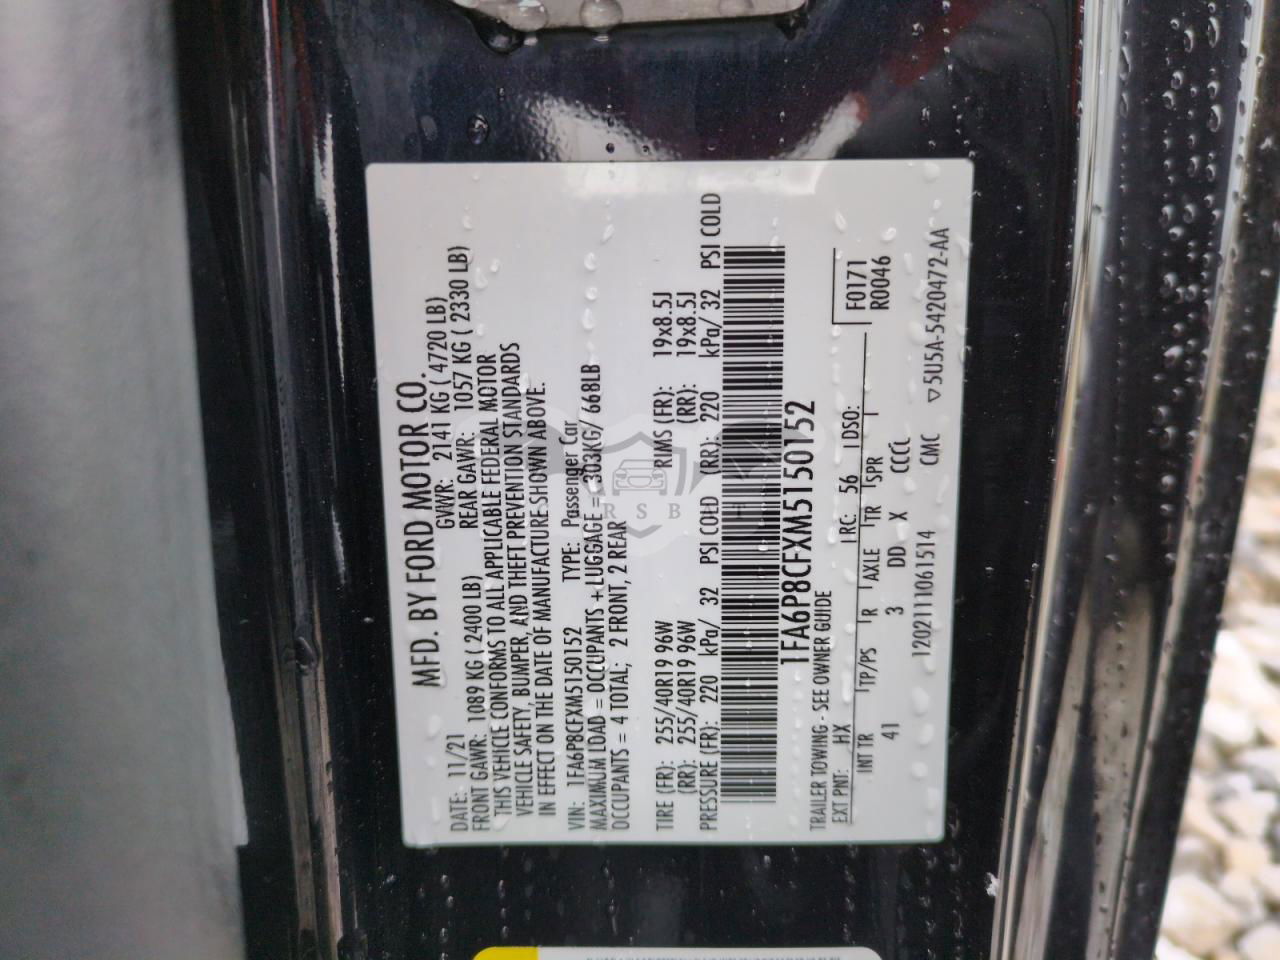 MFD. BY FORD MOTOR CO.
DATE: 11/21 GVWR: 2141 KG ( 4720 LB)
FRONT GAWR: 1089 KG ( 2400 LB) REAR GAWR: 1057 KG ( 2330 LB)
THIS VEHICLE CONFORMS TO ALL APPLICABLE FEDERAL MOTOR
VEHICLE SAFETY, BUMPER, AND THEFT PREVENTION STANDARDS
IN EFFECT ON THE DATE OF MANUFACTURE SHOWN ABOVE.
VIN: 1FA6P8CFXM5150152 TYPE: Passenger Car
MAXIMUM LOAD = OCCUPANTS + LUGGAGE = 303KG/ 668LB
OCCUPANTS = 4 TOTAL; 2 FRONT, 2 REAR
TIRE (FR): 255/40R19 96W RIMS (FR): 19x8.5J
(RR): 255/40R19 96W (RR): 19x8.5J
PRESSURE (FR): 220 kPa/ 32 PSI COLD (RR): 220 kPa/ 32 PSI COLD
1FA6P8CFXM5150152
TRAILER TOWING - SEE OWNER GUIDE
EXT PNT: HX RC: 56 DSO: F0171
R0046
INT TR TP/PS R AXLE TR SPR
41 3 DD X CCCC
12021110614514 CMC ▽5U5A-5420472-AA
RSB T